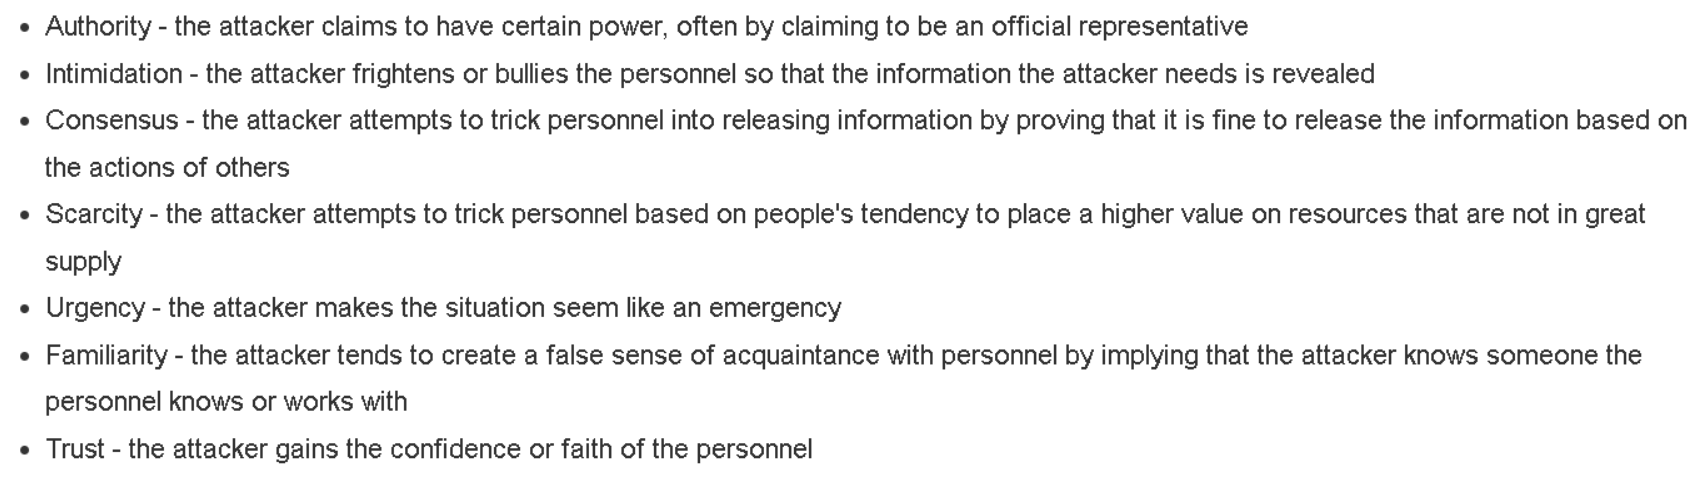 • Authority - the attacker claims to have certain power, often by claiming to be an official representative
• Intimidation - the attacker frightens or bullies the personnel so that the information the attacker needs is revealed
• Consensus - the attacker attempts to trick personnel into releasing information by proving that it is fine to release the information based on
the actions of others
• Scarcity - the attacker attempts to trick personnel based on people's tendency to place a higher value on resources that are not in great
supply
• Urgency - the attacker makes the situation seem like an emergency
• Familiarity - the attacker tends to create a false sense of acquaintance with personnel by implying that the attacker knows someone the
personnel knows or works with
• Trust - the attacker gains the confidence or faith of the personnel